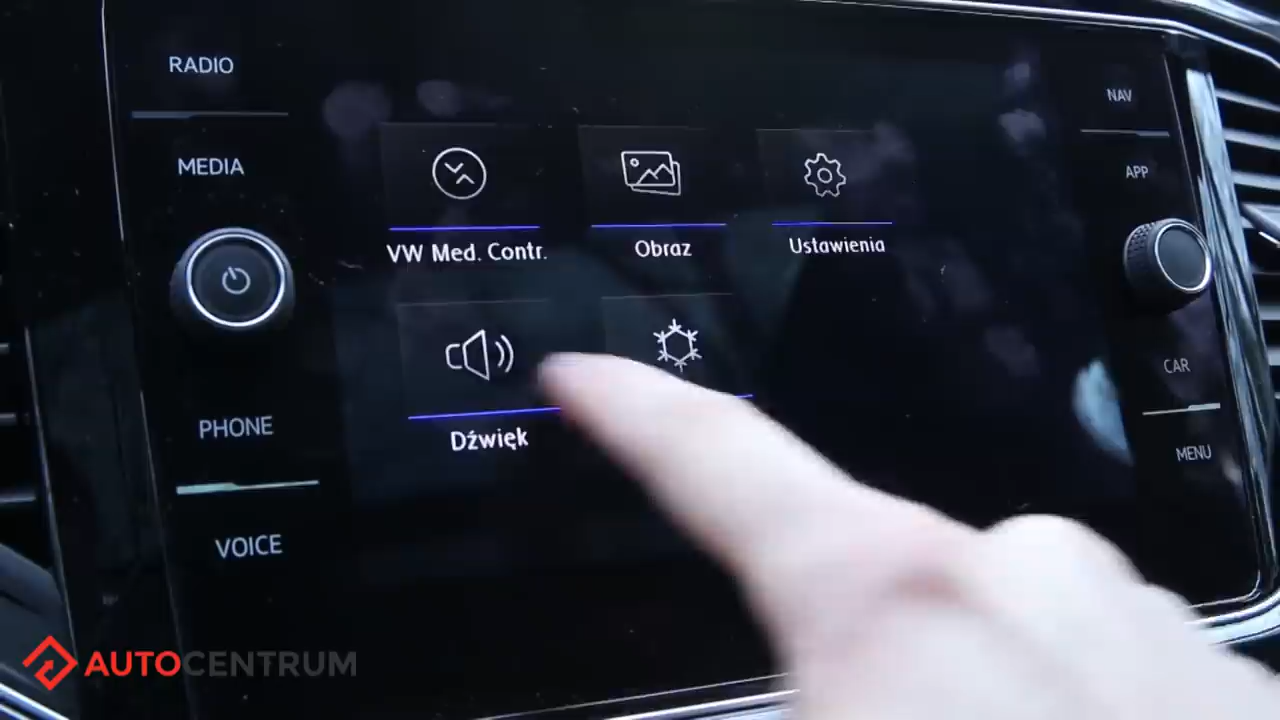 RADIO
MEDIA
PHONE
VOICE
VW Med. Contr.
Obraz
Ustawienia
Dźwięk
NAV
APP
CAR
MENU
AUTOCENTRUM